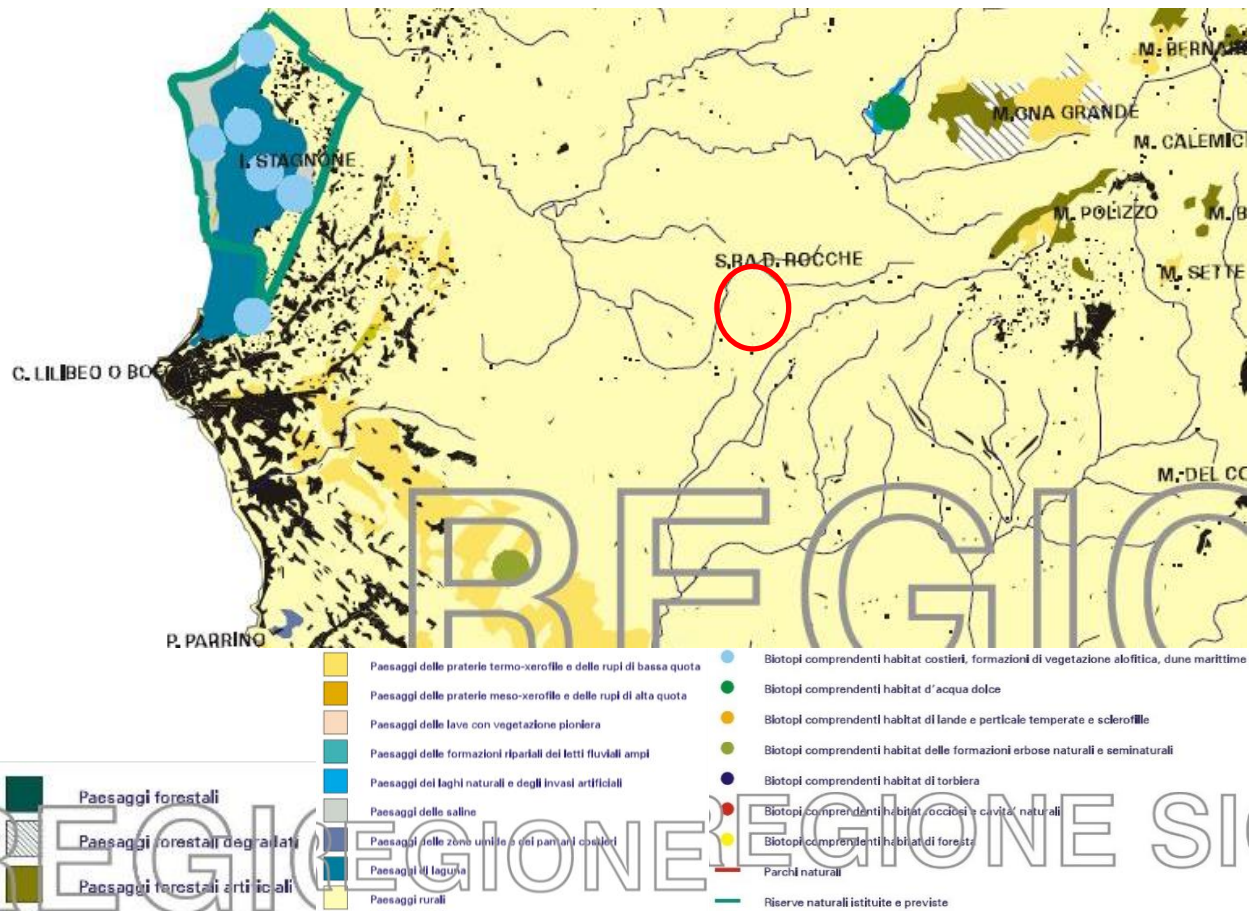 M. BERNA
M.GNA GRANDE
M. CALEMICI
I. STAGNONE
M. POLIZZO
M. B
S.RA D. ROCCHE
M. SETTE
C. LILIBEO O BO
M. DEL CO
REGIO
P. PARRINO
Paesaggi forestali
Paesaggi forestali degradati
Paesaggi forestali artificiali
Paesaggi delle praterie termo-xerofile e delle rupi di bassa quota
Paesaggi delle praterie meso-xerofile e delle rupi di alta quota
Paesaggi delle lave con vegetazione pioniera
Paesaggi delle formazioni ripariali dei letti fluviali ampi
Paesaggi dei laghi naturali e degli invasi artificiali
Paesaggi delle saline
Paesaggi delle zone umide e dei pantani costieri
Paesaggi di laguna
Paesaggi rurali
Biotopi comprendenti habitat costieri, formazioni di vegetazione alofitica, dune marittime
Biotopi comprendenti habitat d'acqua dolce
Biotopi comprendenti habitat di lande e perticale temperate e sclerofille
Biotopi comprendenti habitat delle formazioni erbose naturali e seminaturali
Biotopi comprendenti habitat di torbiera
Biotopi comprendenti habitat rocciosi e cavita' naturali
Biotopi comprendenti habitat di foresta
Parchi naturali
Riserve naturali istituite e previste
REGIO
REGIONE
REGIONE SI